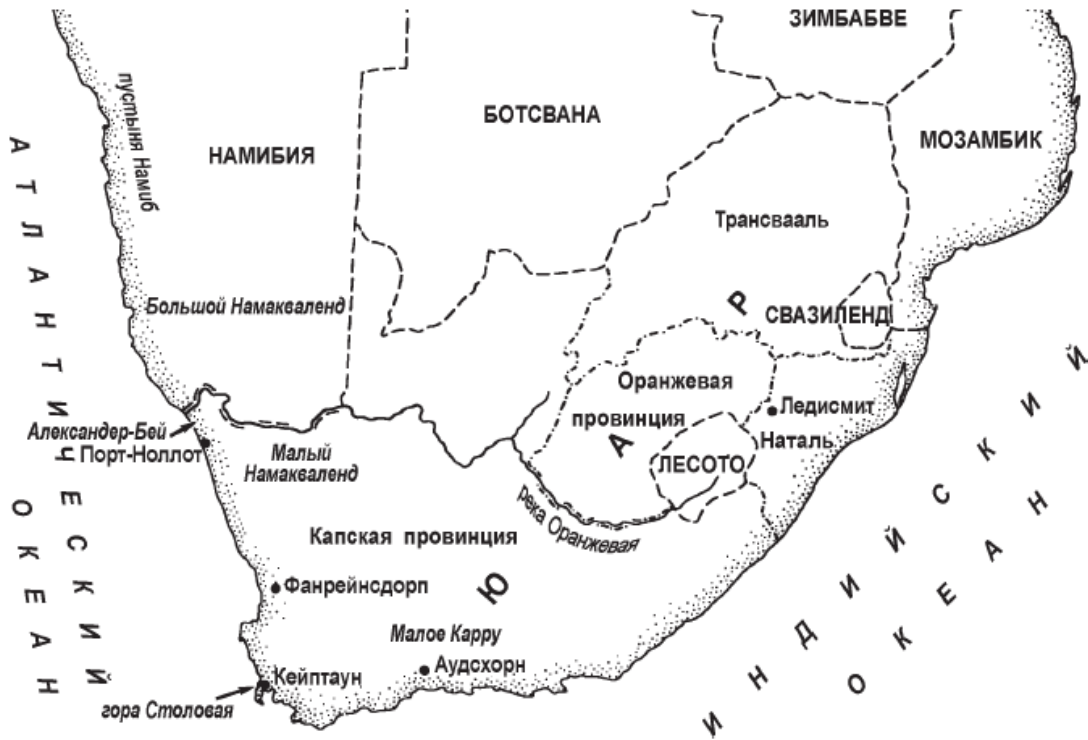 ЗИМБАБВЕ
БОТСВАНА
МОЗАМБИК
НАМИБИЯ
пустыня Намиб
АТЛАНТИЧЕСКИЙ
ОКЕАН
Трансвааль
Большой Намакваленд
СВАЗИЛЕНД
ЮАР
Оранжевая
провинция
Ледисмит
Наталь
Александер-Бей
Порт-Ноллот
Малый
Намакваленд
ЛЕСОТО
река Оранжевая
Капская провинция
Фанрейнсдорп
Малое Карру
Аудсхорн
Кейптаун
гора Столовая
ИНДИЙСКИЙ
ОКЕАН